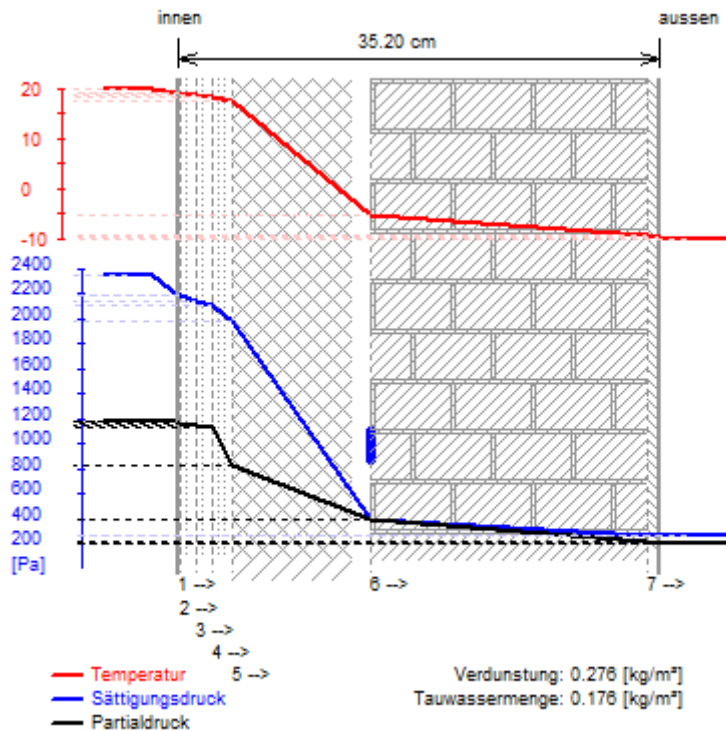 innen
aussen
35.20 cm
20
10
0
-10
2400
2200
2000
1800
1600
1400
1200
1000
800
600
400
200
[Pa]
1 -->
2 -->
3 -->
4 -->
5 -->
6 -->
7 -->
Temperatur
Sättigungsdruck
Partialdruck
Verdunstung: 0.276 [kg/m²]
Tauwassermenge: 0.176 [kg/m²]